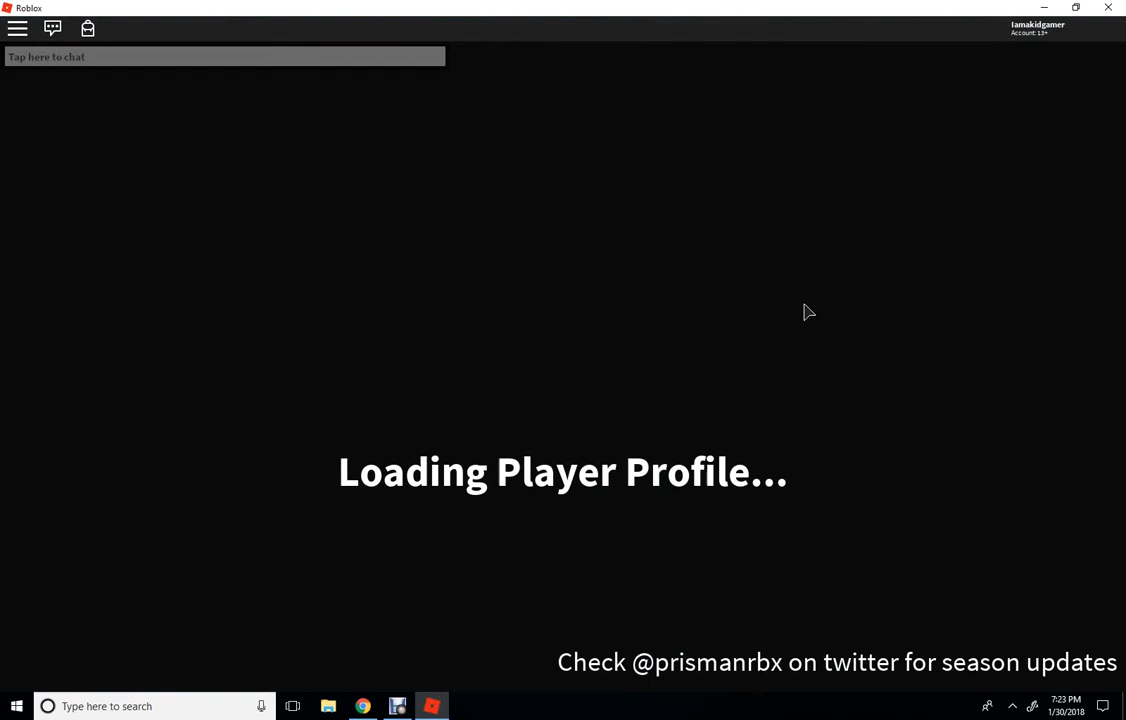 Roblox
Iamakidgamer
Account: 13+
Tap here to chat
Loading Player Profile...
Check @prismanrbx on twitter for season updates
Type here to search
7:23 PM
1/30/2018